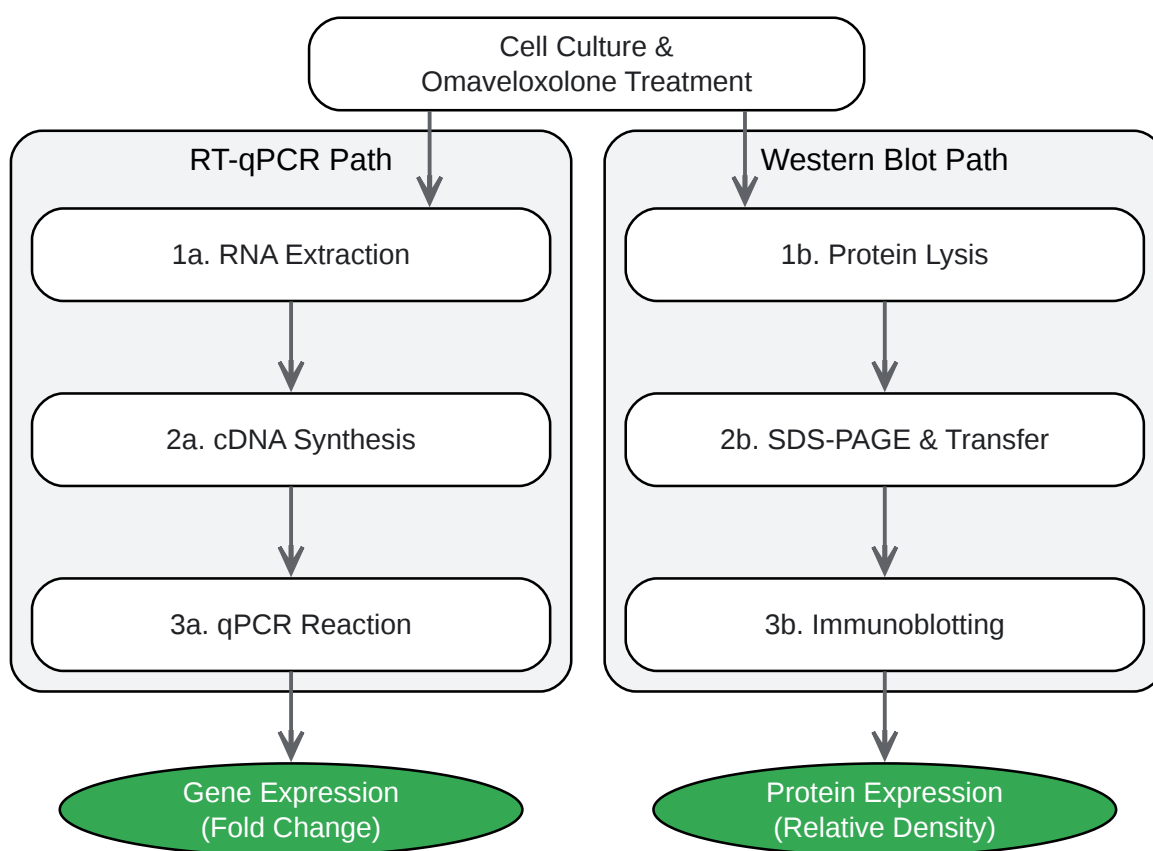 Cell Culture &
Omaveloxolone Treatment
RT-qPCR Path
1a. RNA Extraction
2a. cDNA Synthesis
3a. qPCR Reaction
Gene Expression
(Fold Change)
Western Blot Path
1b. Protein Lysis
2b. SDS-PAGE & Transfer
3b. Immunoblotting
Protein Expression
(Relative Density)